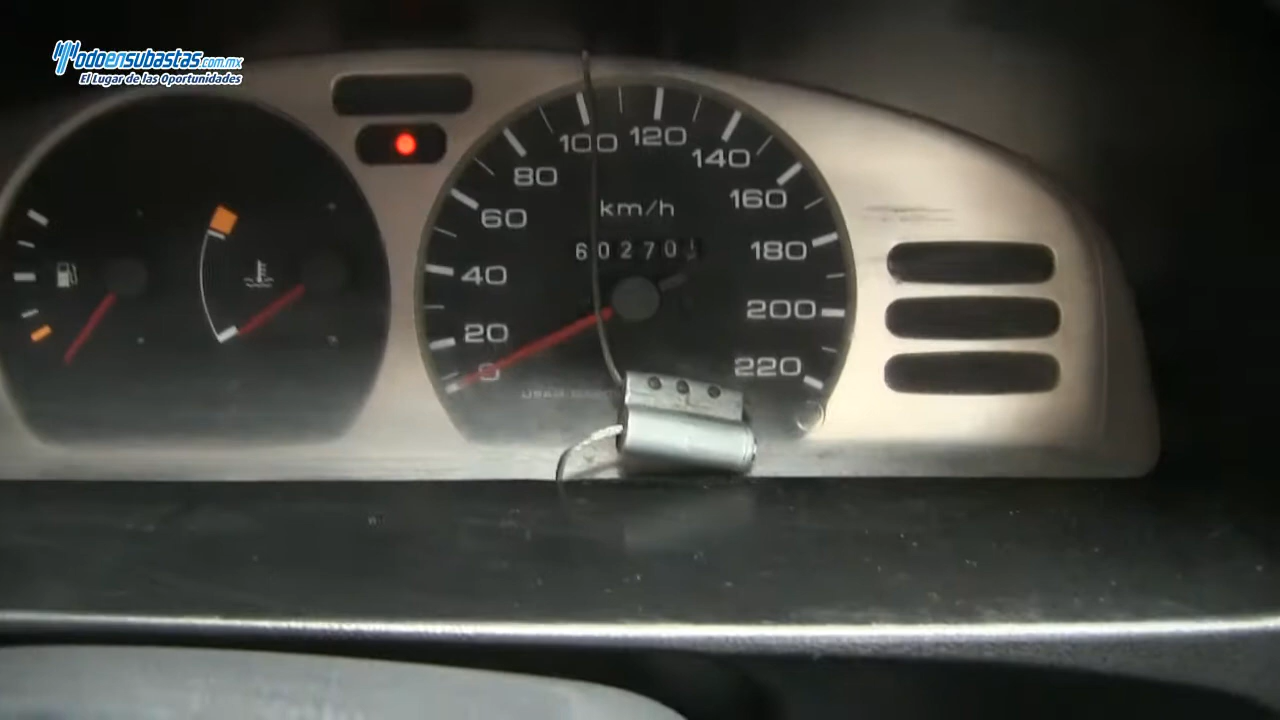 Todoensubastas.com.mx
El Lugar de las Oportunidades
100 120
80 140
60 160
km/h
60270
40 180
20 200
0 220